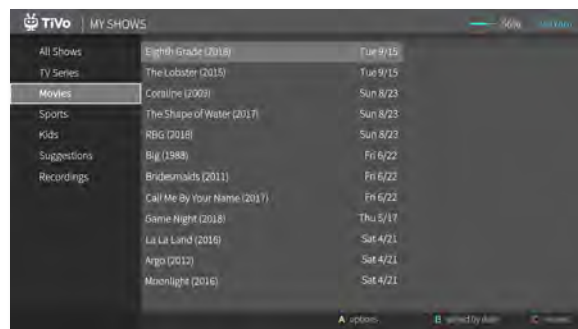 TiVo MY SHOWS 56%
All Shows
TV Series
Movies
Sports
Kids
Suggestions
Recordings
Eighth Grade (2018) Tue 9/15
The Lobster (2015) Tue 9/15
Coraline (2009) Sun 8/23
The Shape of Water (2017) Sun 8/23
RBG (2018) Sun 8/23
Big (1988) Fri 6/22
Bridesmaids (2011) Fri 6/22
Call Me By Your Name (2017) Fri 6/22
Game Night (2018) Thu 5/17
La La Land (2016) Sat 4/21
Argo (2012) Sat 4/21
Moonlight (2016) Sat 4/21
A options B sorted by date C